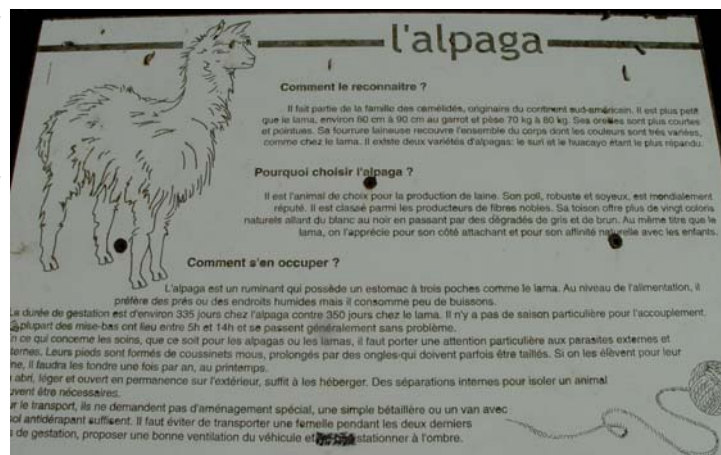 l'alpaga
Comment le reconnaitre ?
Il fait partie de la famille des camélidés, originaire du continent sud-américain. Il est plus petit
que le lama, environ 80 cm à 90 cm au garrot et pèse 70 kg à 80 kg. Ses oreilles sont plus courtes
et pointues. Sa fourrure laineuse recouvre l'ensemble du corps dont les couleurs sont très variées,
comme chez le lama. Il existe deux variétés d'alpagas: le suri et le huacayo étant le plus répandu.
Pourquoi choisir l'alpaga ?
Il est l'animal de choix pour la production de laine. Son poil, robuste et soyeux, est mondialement
réputé. Il est classé parmi les producteurs de fibres nobles. Sa toison offre plus de vingt coloris
naturels allant du blanc au noir en passant par des dégradés de gris et de brun. Au même titre que le
lama, on l'apprécie pour son côté attachant et pour son affinité naturelle avec les enfants.
Comment s'en occuper ?
L'alpaga est un ruminant qui possède un estomac à trois poches comme le lama. Au niveau de l'alimentation, il
préfère des prés ou des endroits humides mais il consomme peu de buissons.
La durée de gestation est d'environ 335 jours chez l'alpaga contre 350 jours chez le lama. Il n'y a pas de saison particulière pour l'accouplement.
plupart des mise-bas ont lieu entre 5h et 14h et se passent généralement sans problème.
n ce qui concerne les soins, que ce soit pour les alpagas ou les lamas, il faut porter une attention particulière aux parasites externes et
ternes. Leurs pieds sont formés de coussinets mous, prolongés par des ongles qui doivent parfois être taillés. Si on les élèvent pour leur
ne, il faudra les tondre une fois par an, au printemps.
abri, léger et ouvert en permanence sur l'extérieur, suffit à les héberger. Des séparations internes pour isoler un animal
uvent être nécessaires.
ur le transport, ils ne demandent pas d'aménagement spécial, une simple bétaillère ou un van avec
sol antidérapant suffisent. Il faut éviter de transporter une femelle pendant les deux derniers
s de gestation, proposer une bonne ventilation du véhicule et stationner à l'ombre.